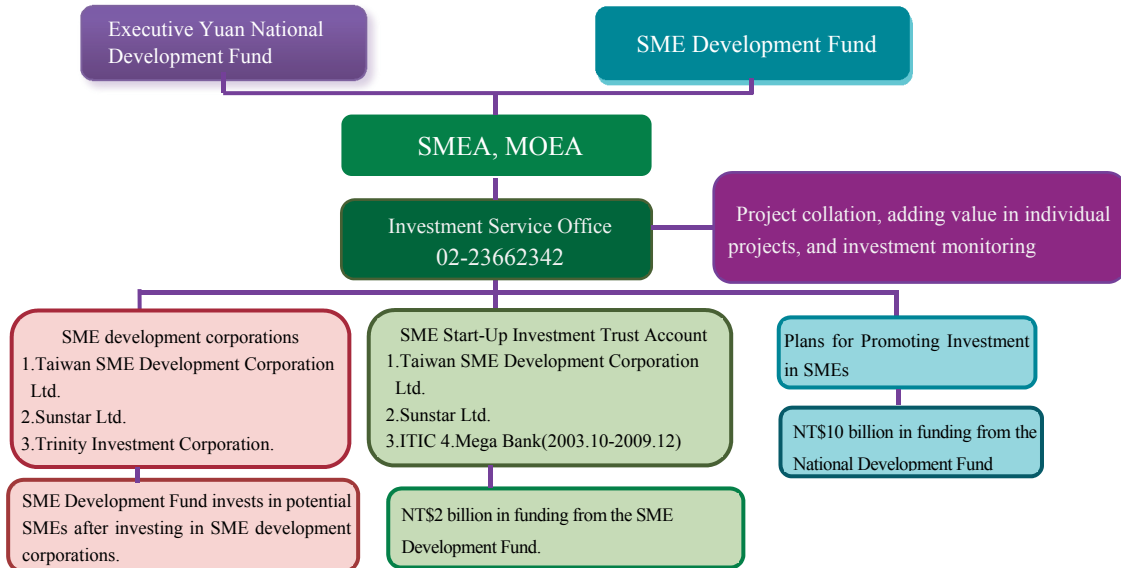 Executive Yuan National
Development Fund
SME Development Fund
SMEA, MOEA
Investment Service Office
02-23662342
Project collation, adding value in individual
projects, and investment monitoring
SME development corporations
1.Taiwan SME Development Corporation
Ltd.
2.Sunstar Ltd.
3.Trinity Investment Corporation.
SME Start-Up Investment Trust Account
1.Taiwan SME Development Corporation
Ltd.
2.Sunstar Ltd.
3.ITIC 4.Mega Bank(2003.10-2009.12)
Plans for Promoting Investment
in SMEs
NT$10 billion in funding from the
National Development Fund
SME Development Fund invests in potential
SMEs after investing in SME development
corporations.
NT$2 billion in funding from the SME
Development Fund.